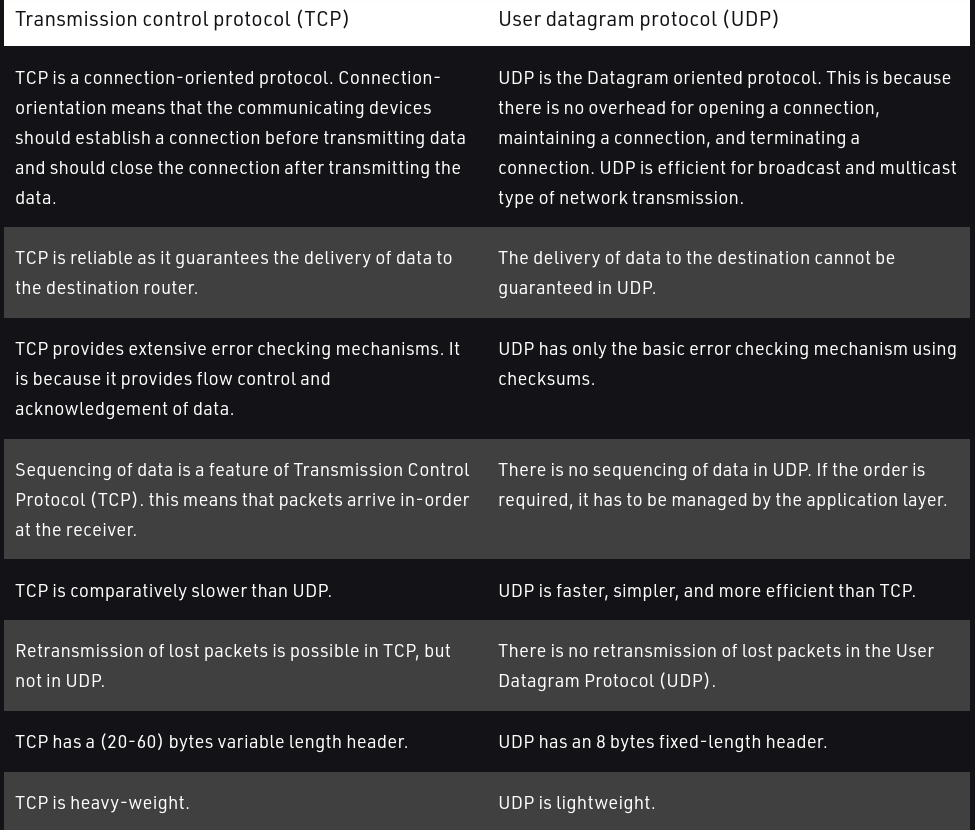 Transmission control protocol (TCP)
User datagram protocol (UDP)
TCP is a connection-oriented protocol. Connection-
orientation means that the communicating devices
should establish a connection before transmitting data
and should close the connection after transmitting the
data.
UDP is the Datagram oriented protocol. This is because
there is no overhead for opening a connection,
maintaining a connection, and terminating a
connection. UDP is efficient for broadcast and multicast
type of network transmission.
TCP is reliable as it guarantees the delivery of data to
the destination router.
The delivery of data to the destination cannot be
guaranteed in UDP.
TCP provides extensive error checking mechanisms. It
is because it provides flow control and
acknowledgement of data.
UDP has only the basic error checking mechanism using
checksums.
Sequencing of data is a feature of Transmission Control
Protocol (TCP). this means that packets arrive in-order
at the receiver.
There is no sequencing of data in UDP. If the order is
required, it has to be managed by the application layer.
TCP is comparatively slower than UDP.
UDP is faster, simpler, and more efficient than TCP.
Retransmission of lost packets is possible in TCP, but
not in UDP.
There is no retransmission of lost packets in the User
Datagram Protocol (UDP).
TCP has a (20-60) bytes variable length header.
UDP has an 8 bytes fixed-length header.
TCP is heavy-weight.
UDP is lightweight.